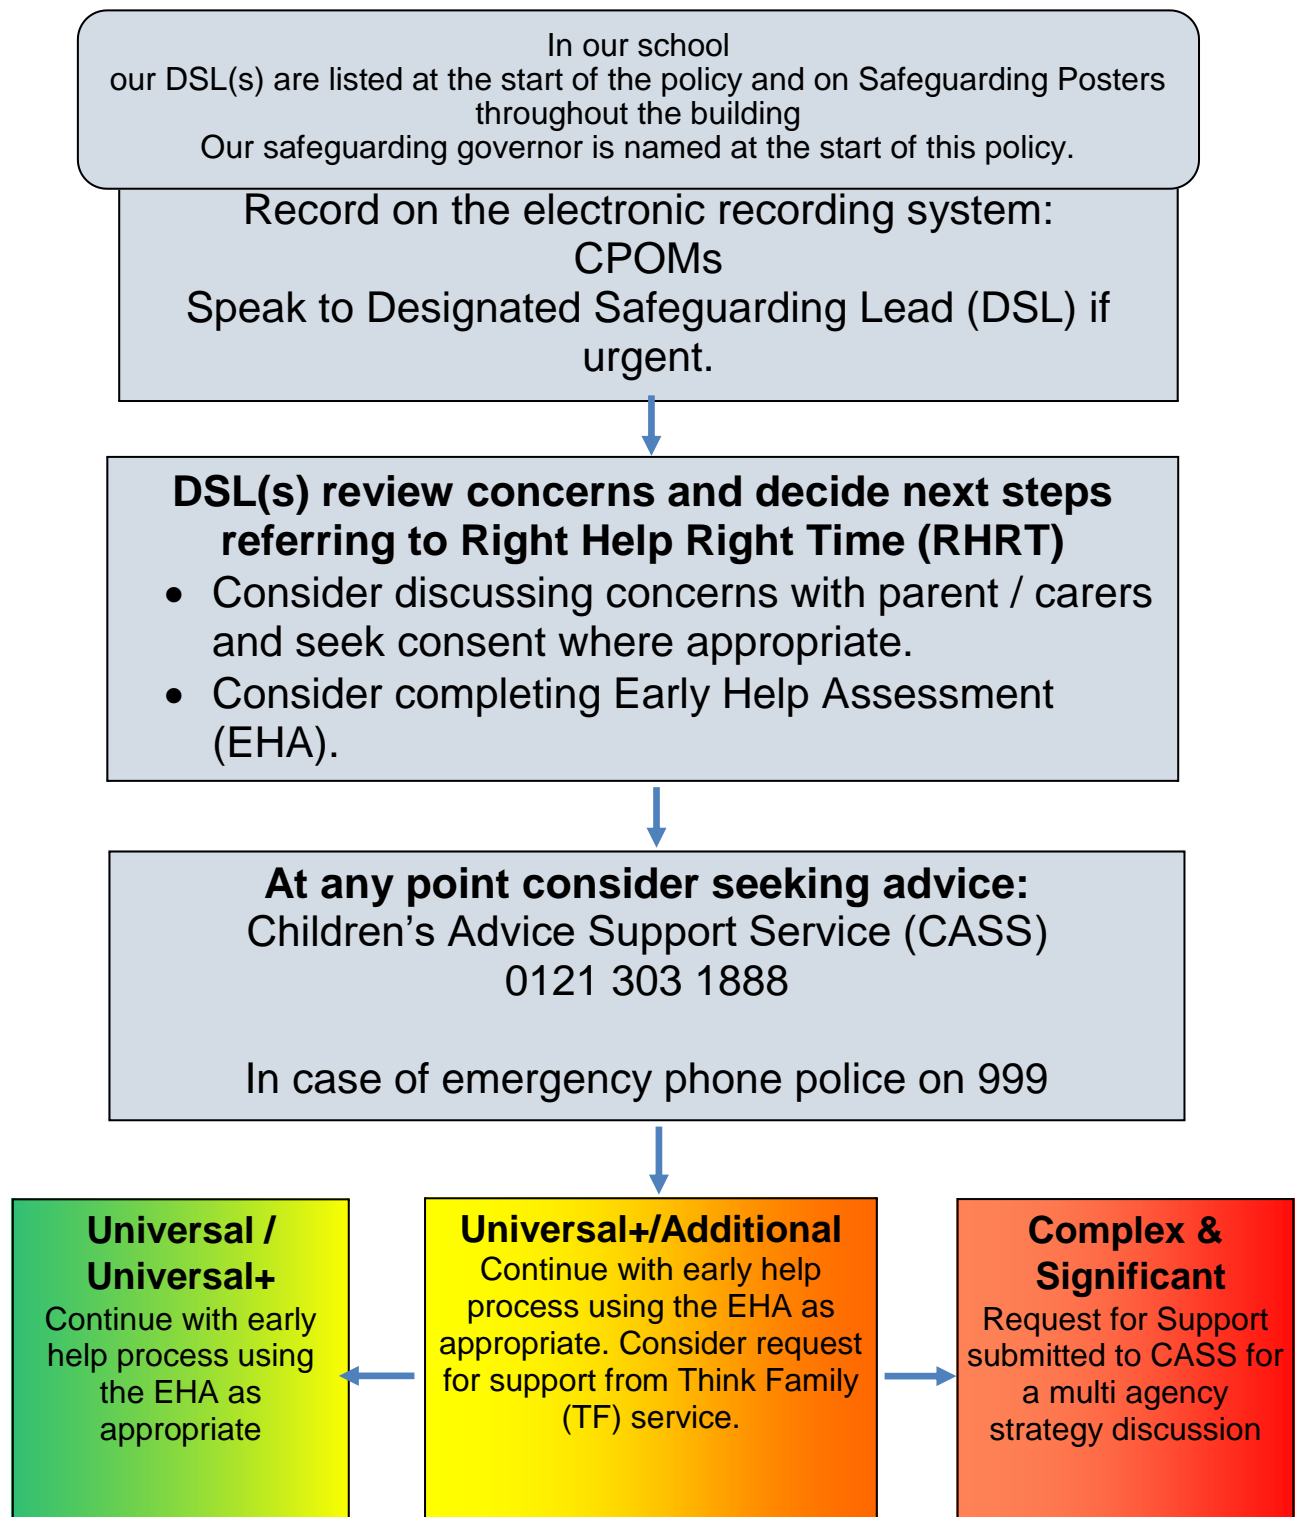 In our school
our DSL(s) are listed at the start of the policy and on Safeguarding Posters
throughout the building
Our safeguarding governor is named at the start of this policy.
Record on the electronic recording system:
CPOMs
Speak to Designated Safeguarding Lead (DSL) if
urgent.
DSL(s) review concerns and decide next steps
referring to Right Help Right Time (RHRT)
• Consider discussing concerns with parent / carers
and seek consent where appropriate.
• Consider completing Early Help Assessment
(EHA).
At any point consider seeking advice:
Children’s Advice Support Service (CASS)
0121 303 1888
In case of emergency phone police on 999
Universal /
Universal+
Continue with early
help process using
the EHA as
appropriate
Universal+/Additional
Continue with early help
process using the EHA as
appropriate. Consider request
for support from Think Family
(TF) service.
Complex &
Significant
Request for Support
submitted to CASS for
a multi agency
strategy discussion